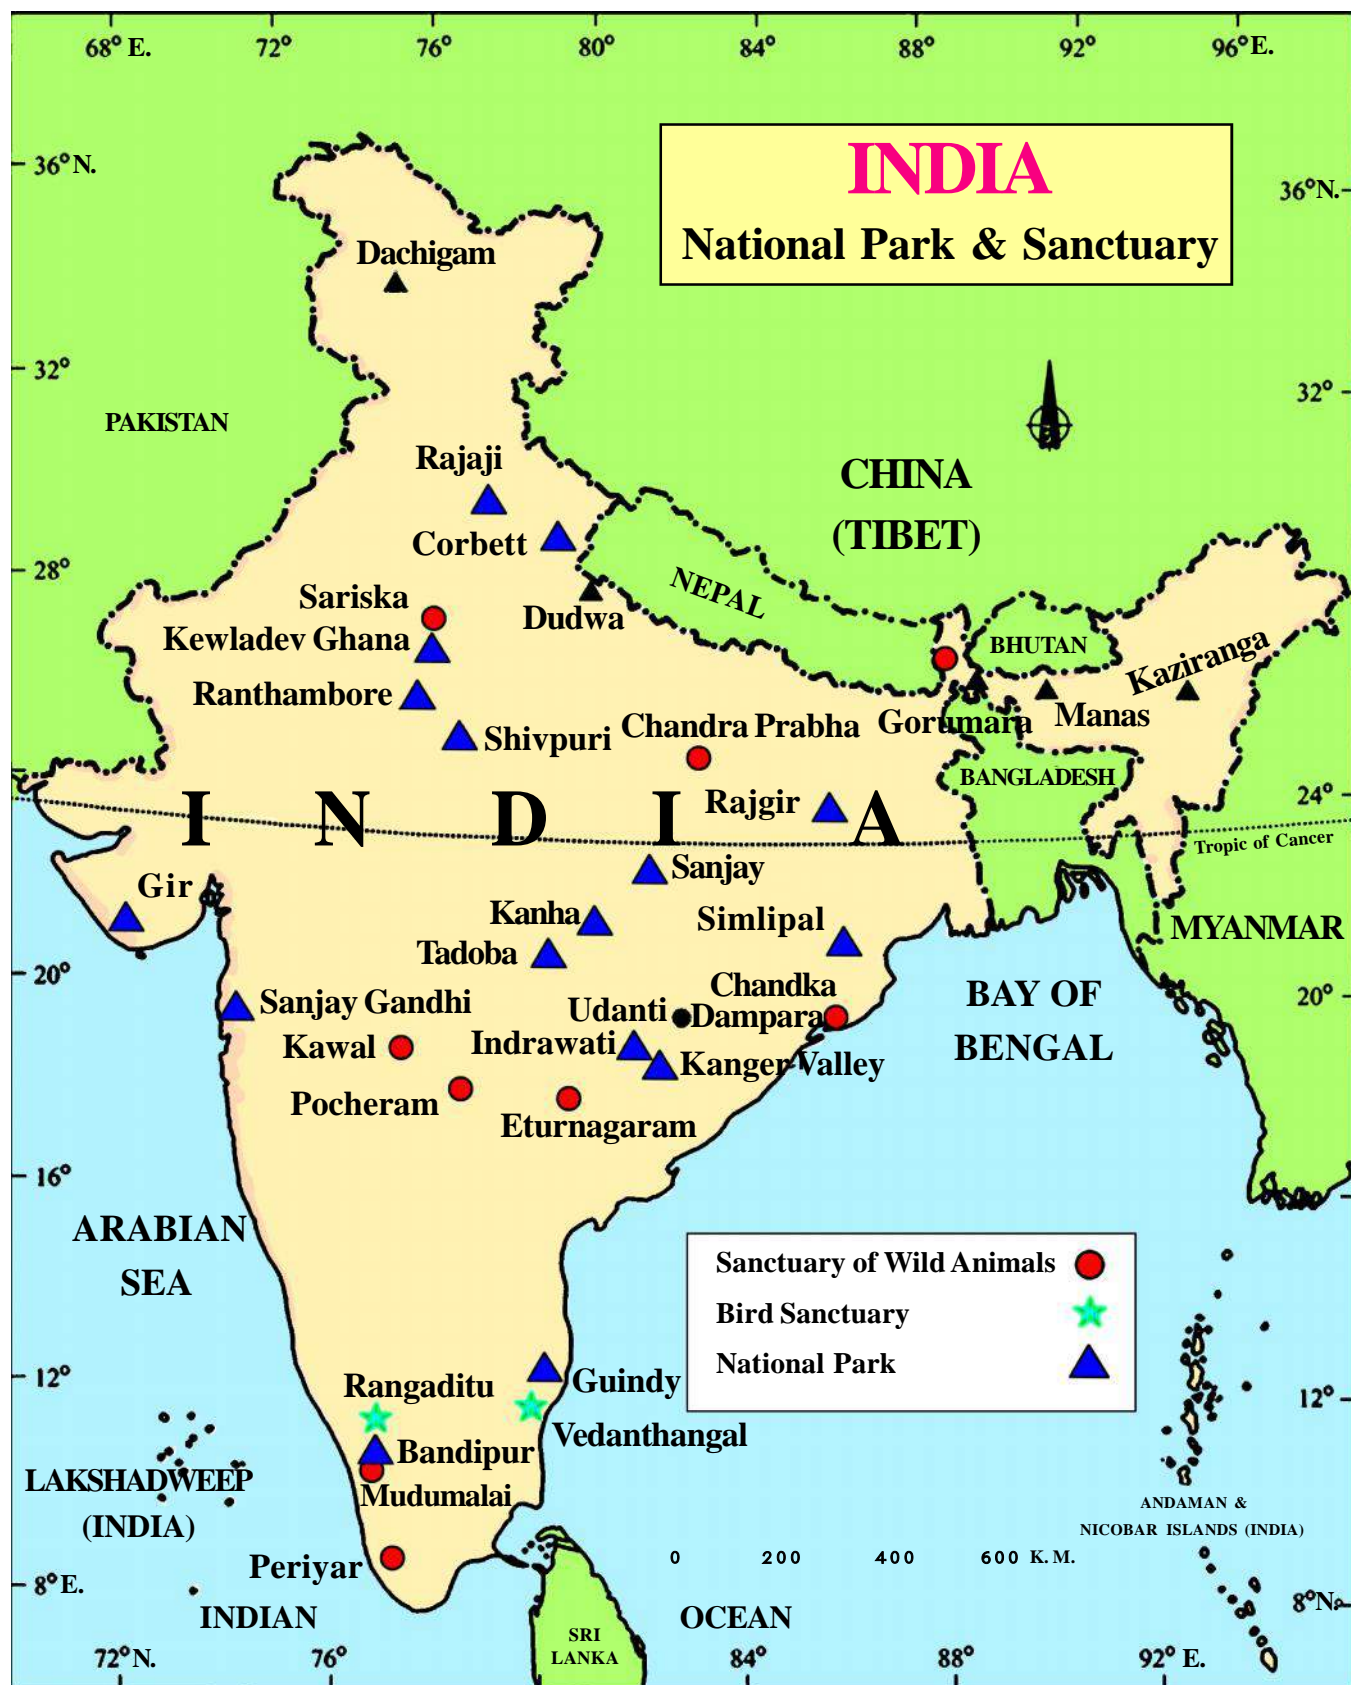 68° E.
72°
76°
80°
84°
88°
92°
96° E.
INDIA
National Park & Sanctuary
36° N.
36° N.
Dachigam
32°
32°
PAKISTAN
Rajaji
CHINA
(TIBET)
Corbett
28°
NEPAL
Sariska
Dudwa
Kewladev Ghana
BHUTAN
Kaziranga
Ranthambore
Gorumara
Manas
Chandra Prabha
Shivpuri
BANGLADESH
24°
Rajgir
I N D I A
Tropic of Cancer
Sanjay
Gir
Kanha
Simlipal
MYANMAR
Tadoba
20°
20°
Chandka
Dampara
BAY OF
BENGAL
Sanjay Gandhi
Udanti
Kawal
Indrawati
Kanger Valley
Pocheram
Eturnagaram
16°
ARABIAN
SEA
Sanctuary of Wild Animals
Bird Sanctuary
National Park
12°
12°
Rangaditu
Guindy
Vedanthangal
Bandipur
LAKSHADWEEP
(INDIA)
Mudumalai
ANDAMAN &
NICOBAR ISLANDS (INDIA)
Periyar
0 200 400 600 K. M.
8° E.
8° N.
INDIAN
OCEAN
SRI
LANKA
72° N.
76°
84°
88°
92° E.